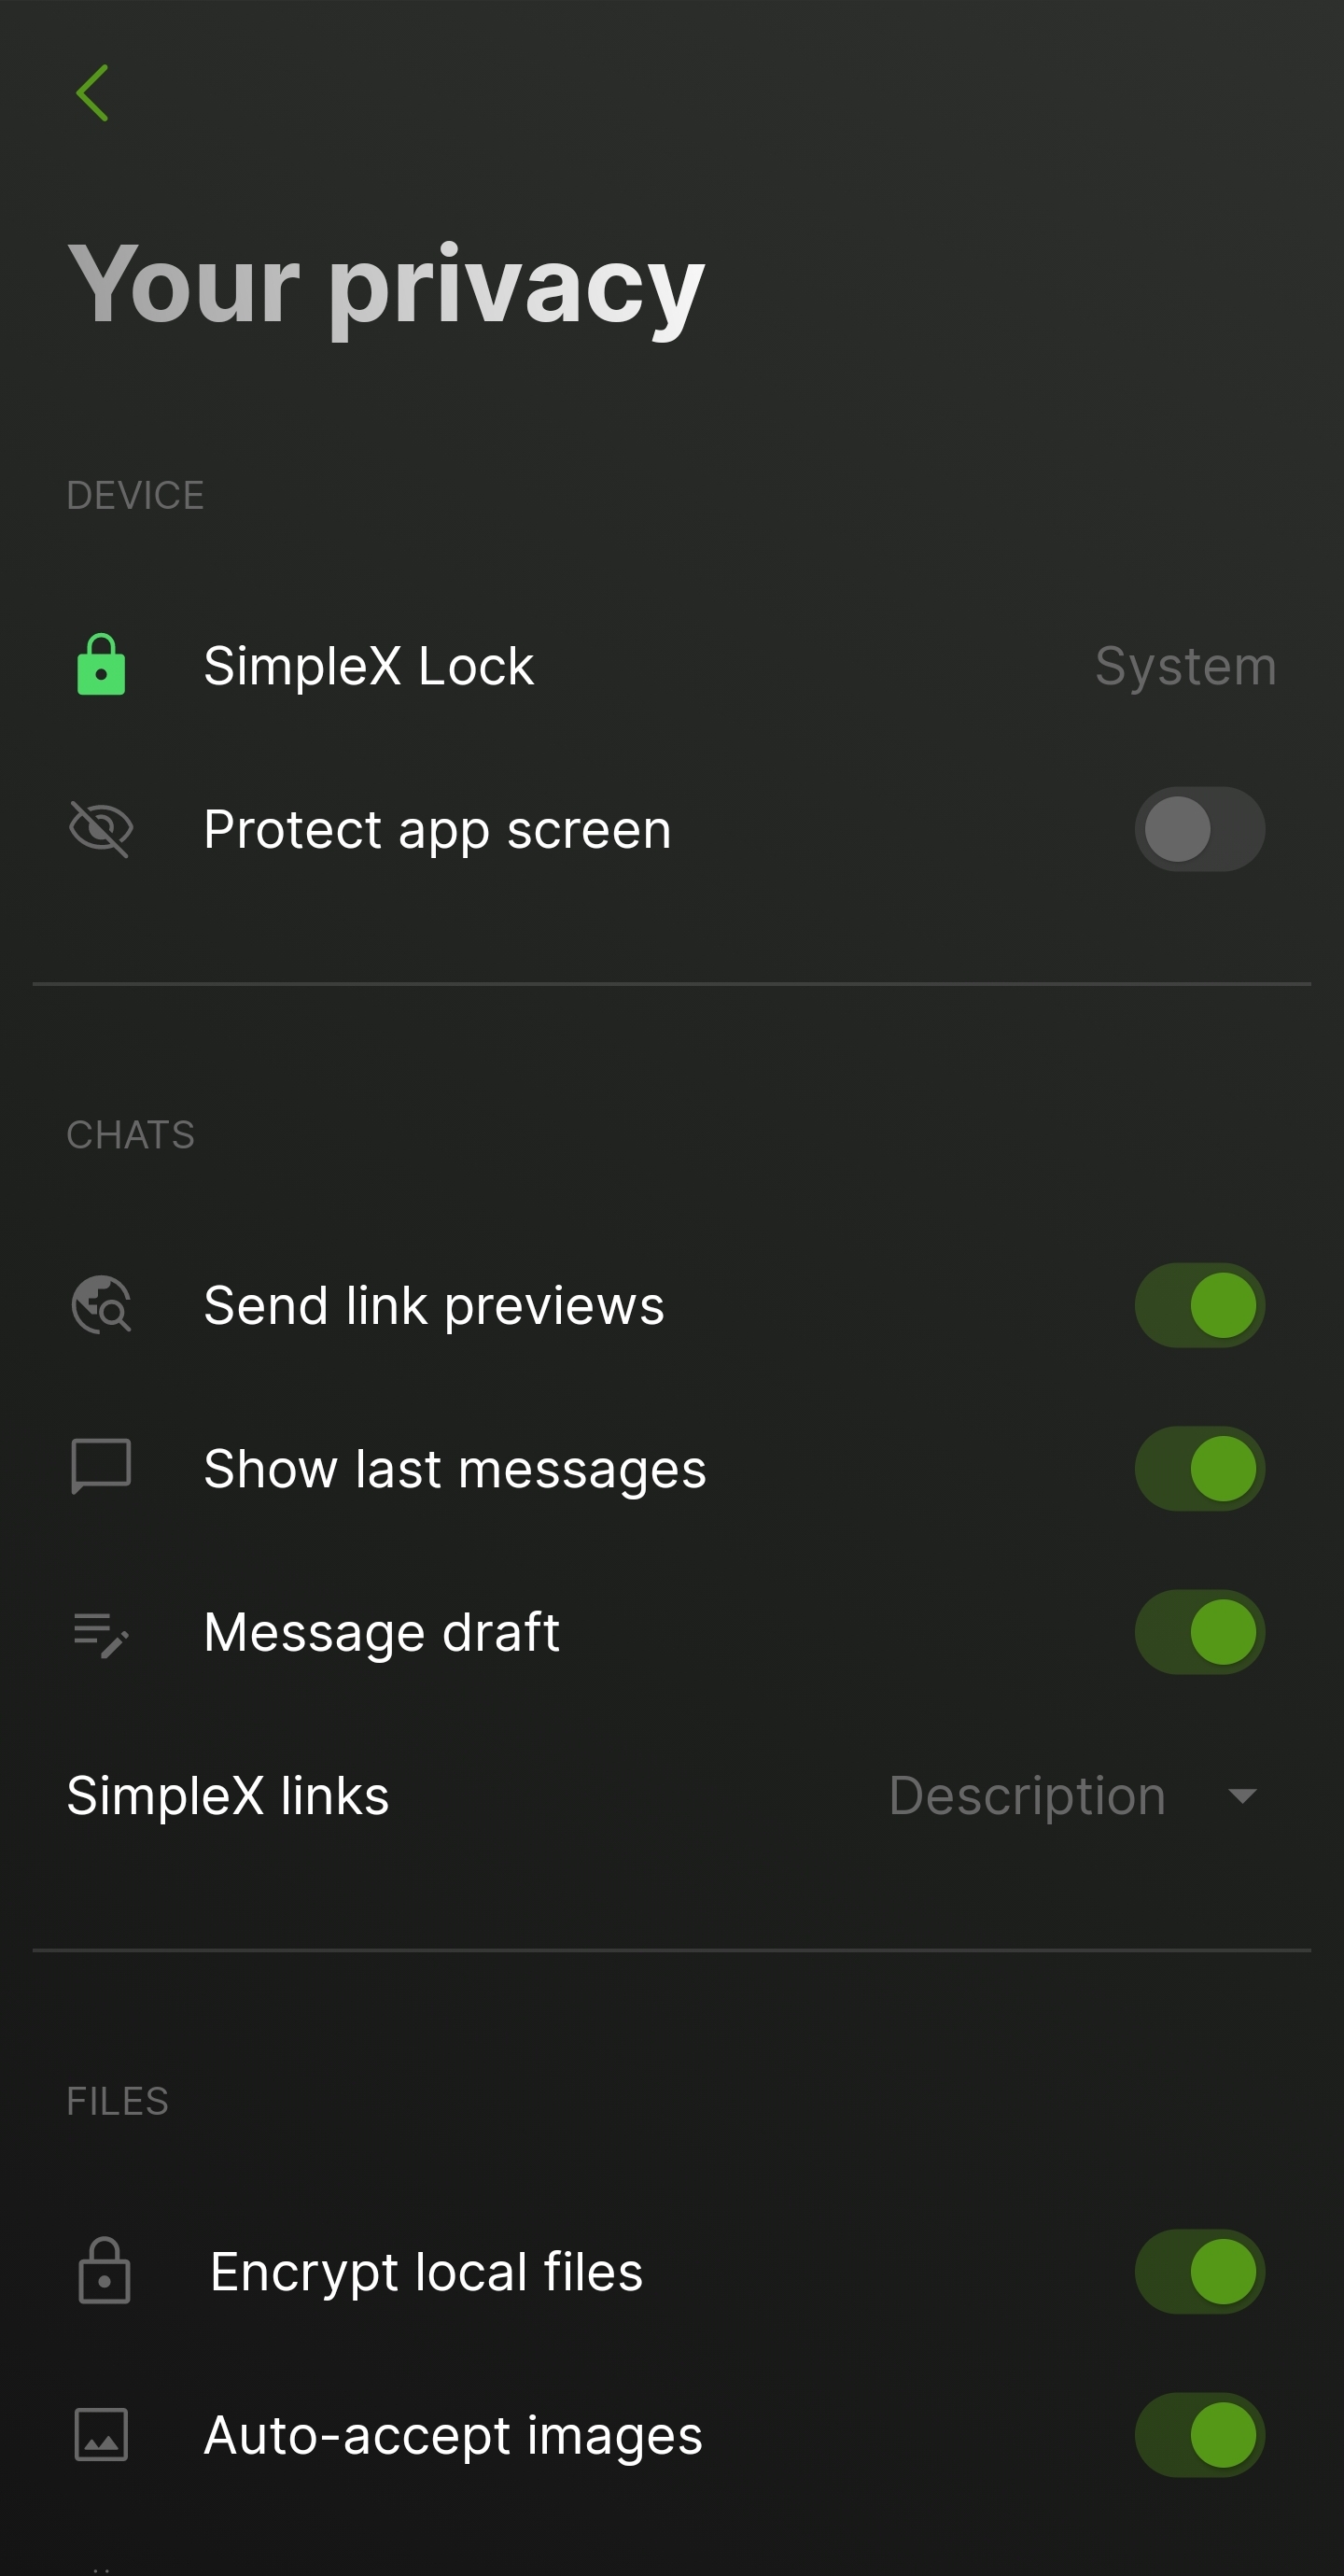 Your privacy
DEVICE
SimpleX Lock System
Protect app screen
CHATS
Send link previews
Show last messages
Message draft
SimpleX links Description
FILES
Encrypt local files
Auto-accept images